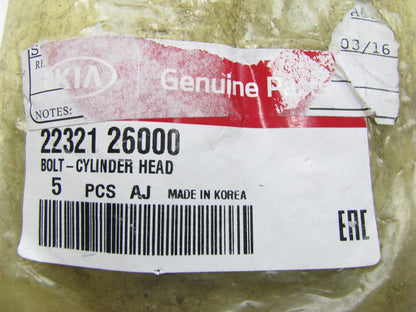 03/16
KIA
Genuine Pa
NOTES:
22321 26000
BOLT-CYLINDER HEAD
5 PCS AJ MADE IN KOREA
EAC